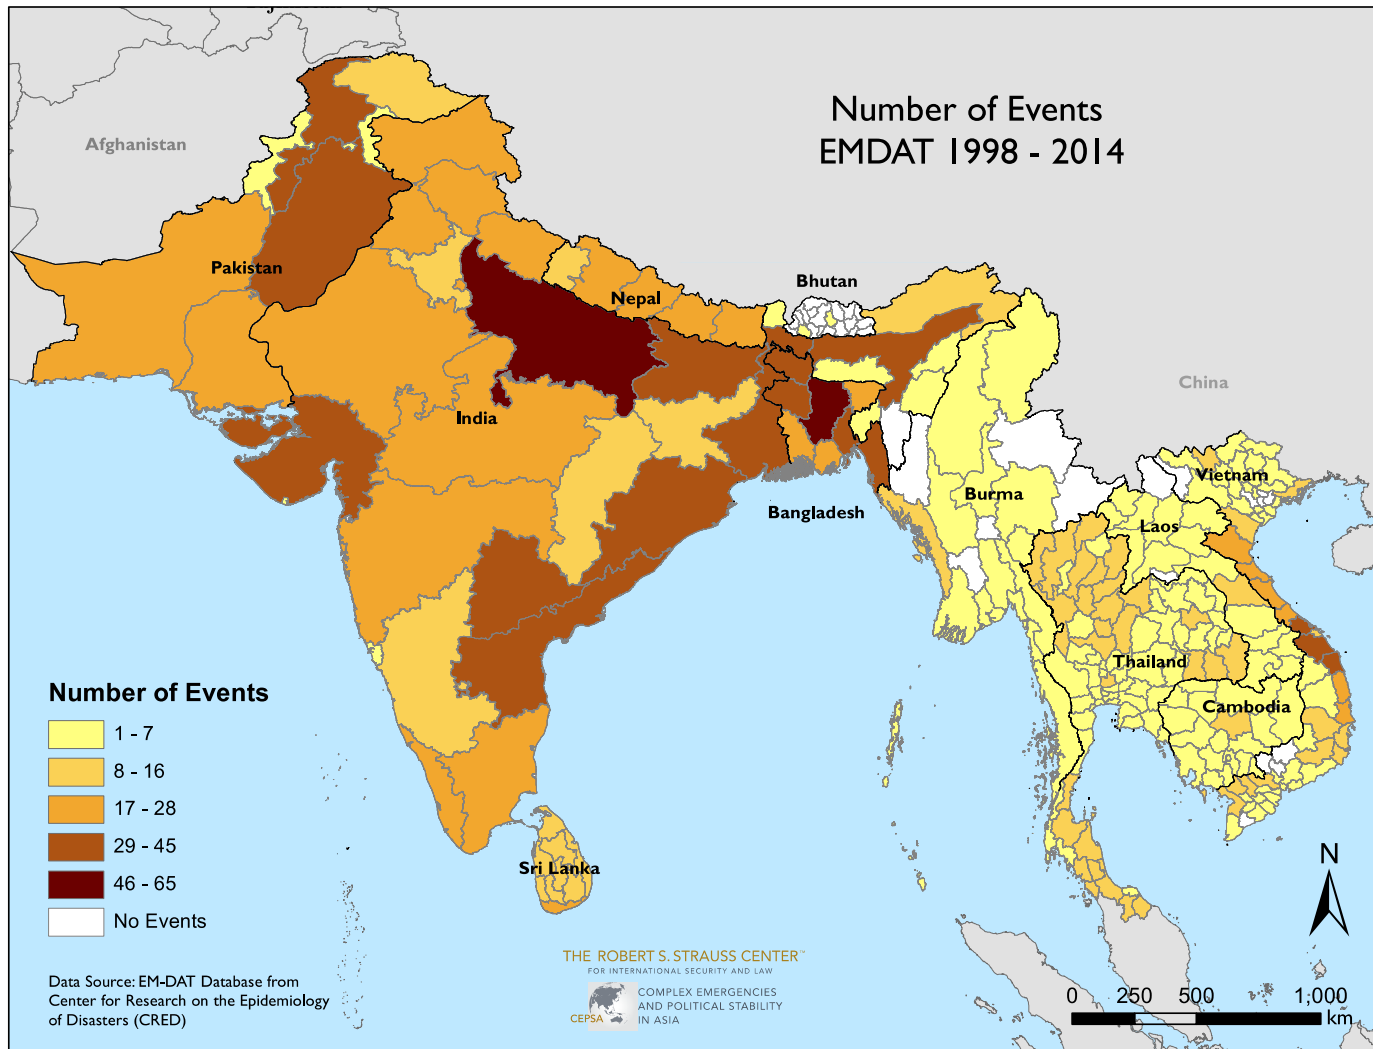 Number of Events
EMDAT 1998 - 2014
Afghanistan
China
Pakistan
Nepal
Bhutan
India
Bangladesh
Burma
Vietnam
Laos
Thailand
Cambodia
Sri Lanka
Number of Events
1 - 7
8 - 16
17 - 28
29 - 45
46 - 65
No Events
Data Source: EM-DAT Database from
Center for Research on the Epidemiology
of Disasters (CRED)
THE ROBERT S. STRAUSS CENTER™
FOR INTERNATIONAL SECURITY AND LAW
CEPSA
COMPLEX EMERGENCIES
AND POLITICAL STABILITY
IN ASIA
N
0 250 500 1,000
km